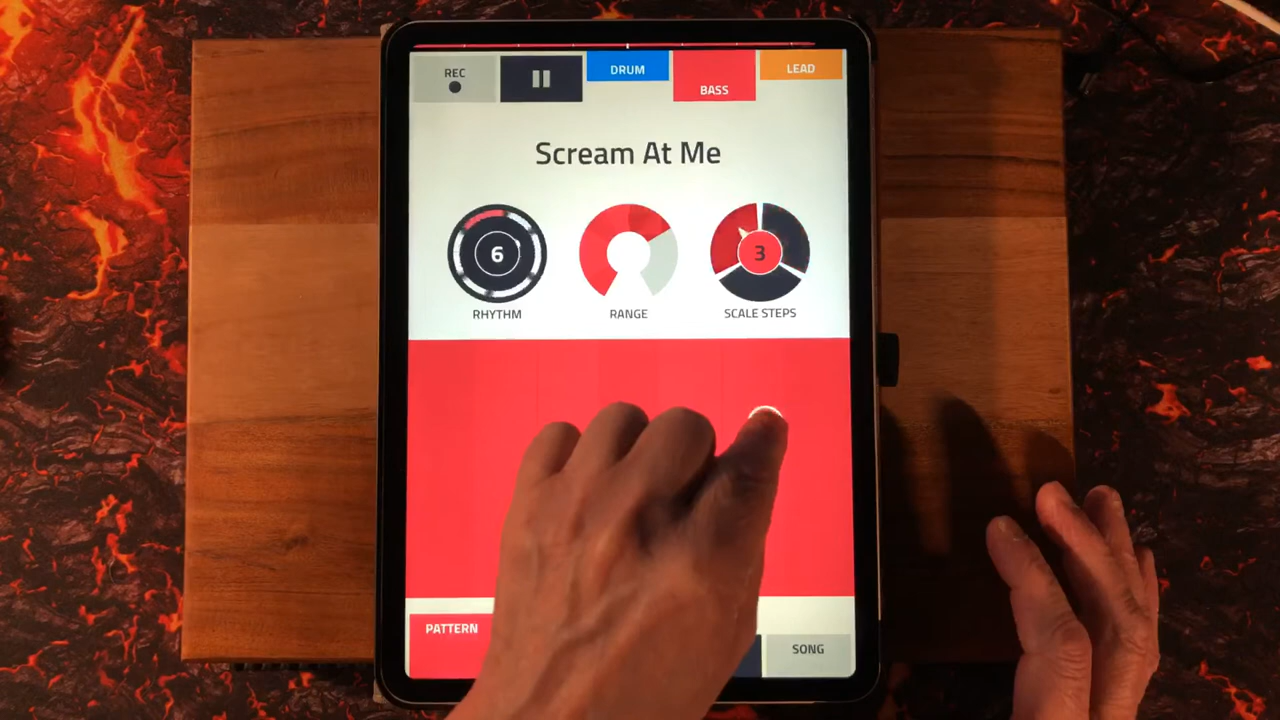 REC
DRUM
BASS
LEAD
Scream At Me
6
3
RHYTHM
RANGE
SCALE STEPS
PATTERN
SONG